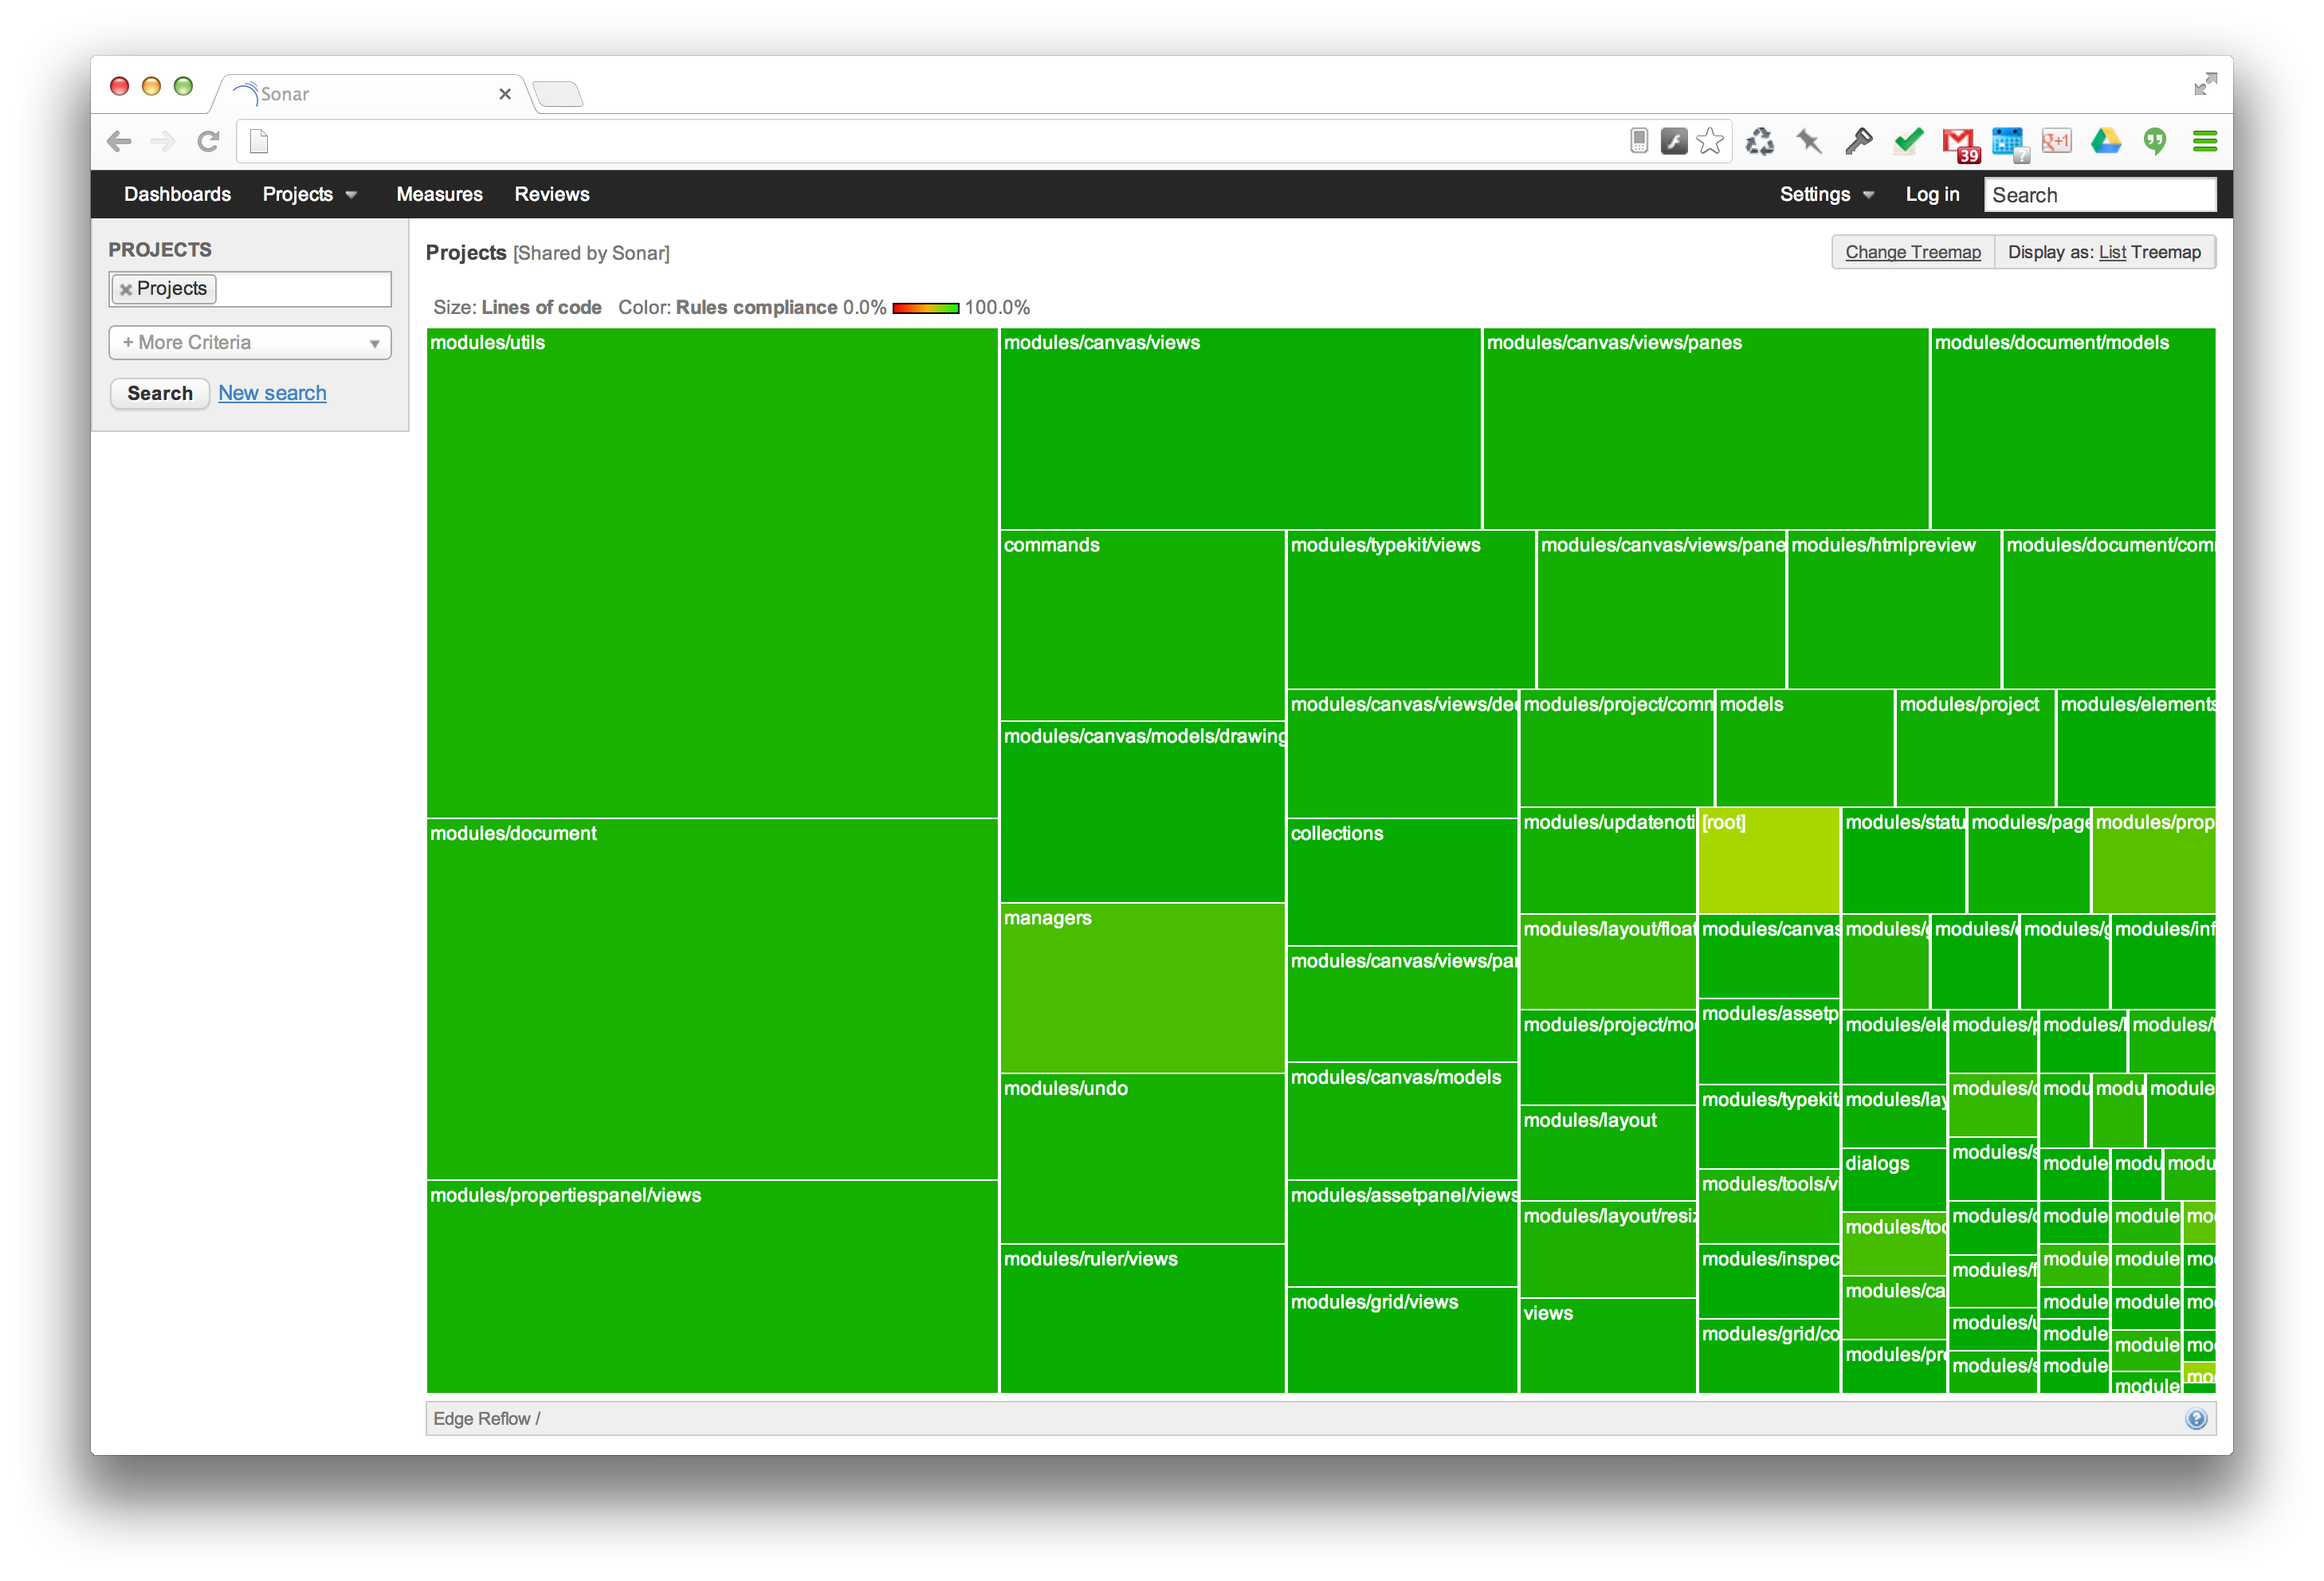 Sonar
39
?
g+1
Dashboards Projects Measures Reviews Settings Log in Search
PROJECTS
Projects
+ More Criteria
Search New search
Projects [Shared by Sonar]
Change Treemap Display as: List Treemap
Size: Lines of code Color: Rules compliance 0.0% 100.0%
modules/utils
modules/document
modules/propertiespanel/views
modules/canvas/views
modules/canvas/views/panes
modules/document/models
commands
modules/canvas/models/drawing
managers
modules/undo
modules/ruler/views
modules/typekit/views
modules/canvas/views/pane
modules/htmlpreview
modules/document/com
modules/canvas/views/dec
collections
modules/canvas/views/pan
modules/canvas/models
modules/assetpanel/views
modules/grid/views
modules/project/comm
models
modules/project
modules/elements
modules/updatenoti
modules/layout/float
modules/project/mo
modules/layout
modules/layout/resiz
views
[root]
modules/canvas
modules/assetp
modules/typekit
modules/tools/vi
modules/inspec
modules/grid/co
modules/statu
modules/page
modules/prop
modules/g
modules/
modules/g
modules/inf
modules/ele
modules/lay
dialogs
modules/too
modules/ca
modules/pr
modules/p
modules/
modules/
modules/
modules/s
modules/
modules/f
modules/u
modules/s
modu
modu
module
module
modu
modu
module
module
mo
module
module
mo
module
module
mo
module
module
mo
module
module
mo
Edge Reflow /
?